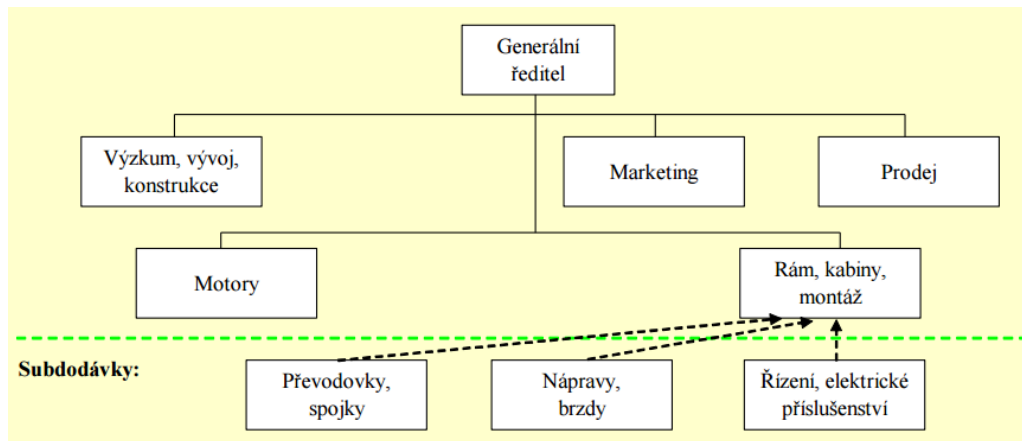 Generální
ředitel
Výzkum, vývoj,
konstrukce
Marketing
Prodej
Motory
Rám, kabiny,
montáž
Subdodávky:
Převodovky,
spojky
Nápravy,
brzdy
Řízení, elektrické
příslušenství